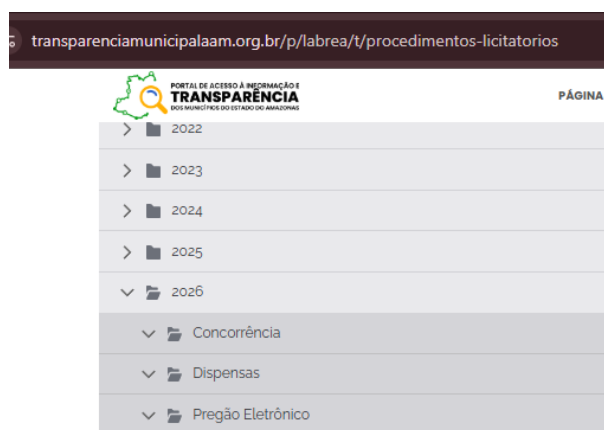 transparenciamunicipalaam.org.br/p/labrea/t/procedimentos-licitatorios
PORTAL DE ACESSO À INFORMAÇÃO E
TRANSPARÊNCIA
DOS MUNICÍPIOS DO ESTADO DO AMAZONAS
PÁGINA
2022
2023
2024
2025
2026
Concorrência
Dispensas
Pregão Eletrônico